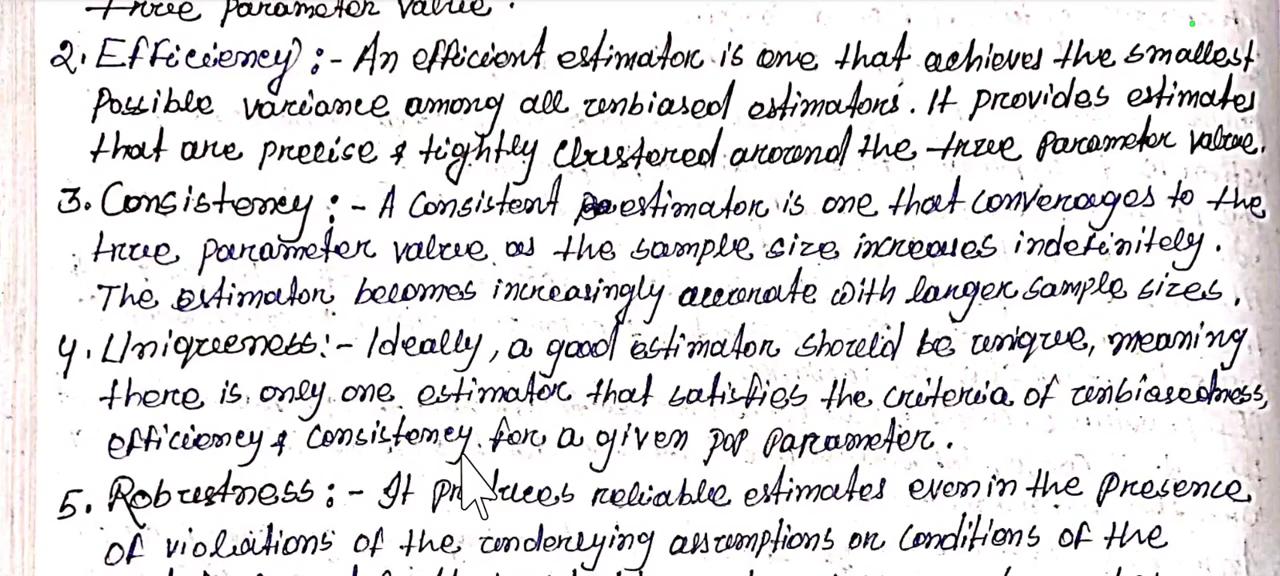 true parameter value.
2. Efficiency :- An efficient estimator is one that achieves the smallest
possible variance among all unbiased estimators. It provides estimates
that are precise & tightly clustered around the true parameter value.
3. Consistency :- A consistent estimator is one that converages to the
true parameter value as the sample size increases indefinitely.
The estimator becomes increasingly accurate with larger sample sizes.
4. Uniqueness:- Ideally, a good estimator should be unique, meaning
there is only one estimator that satisfies the criteria of unbiasedness,
efficiency & consistency for a given pop parameter.
5. Robustness :- It produces reliable estimates even in the presence
of violations of the underlying assumptions or conditions of the